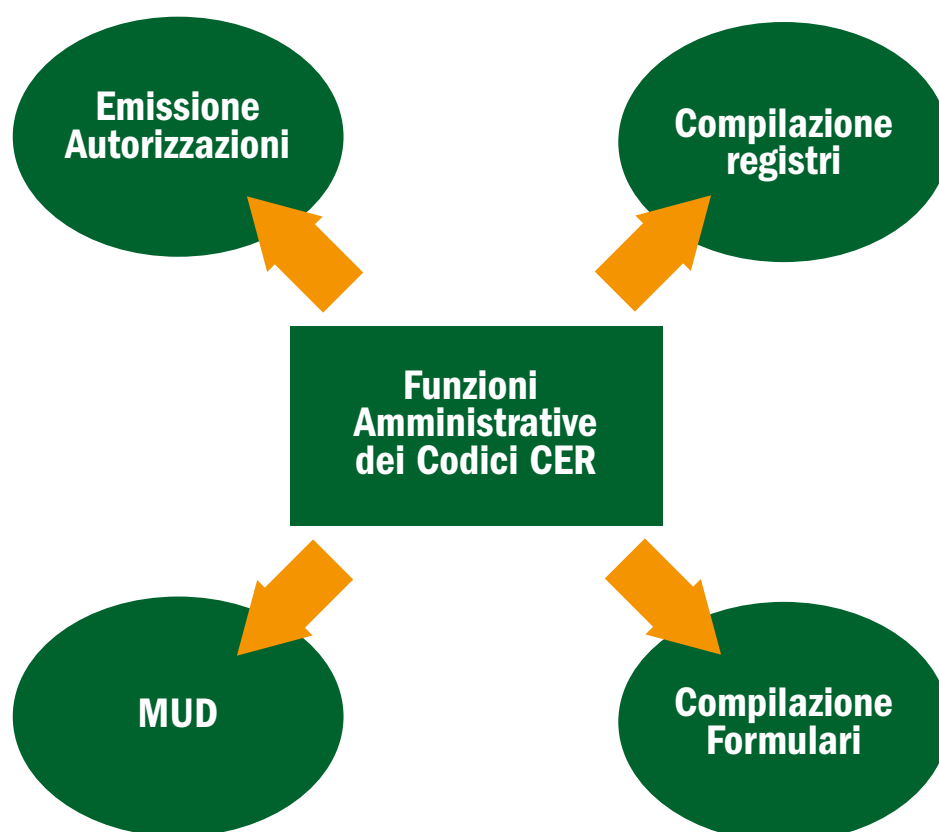 Emissione
Autorizzazioni
Compilazione
registri
Funzioni
Amministrative
dei Codici CER
MUD
Compilazione
Formulari